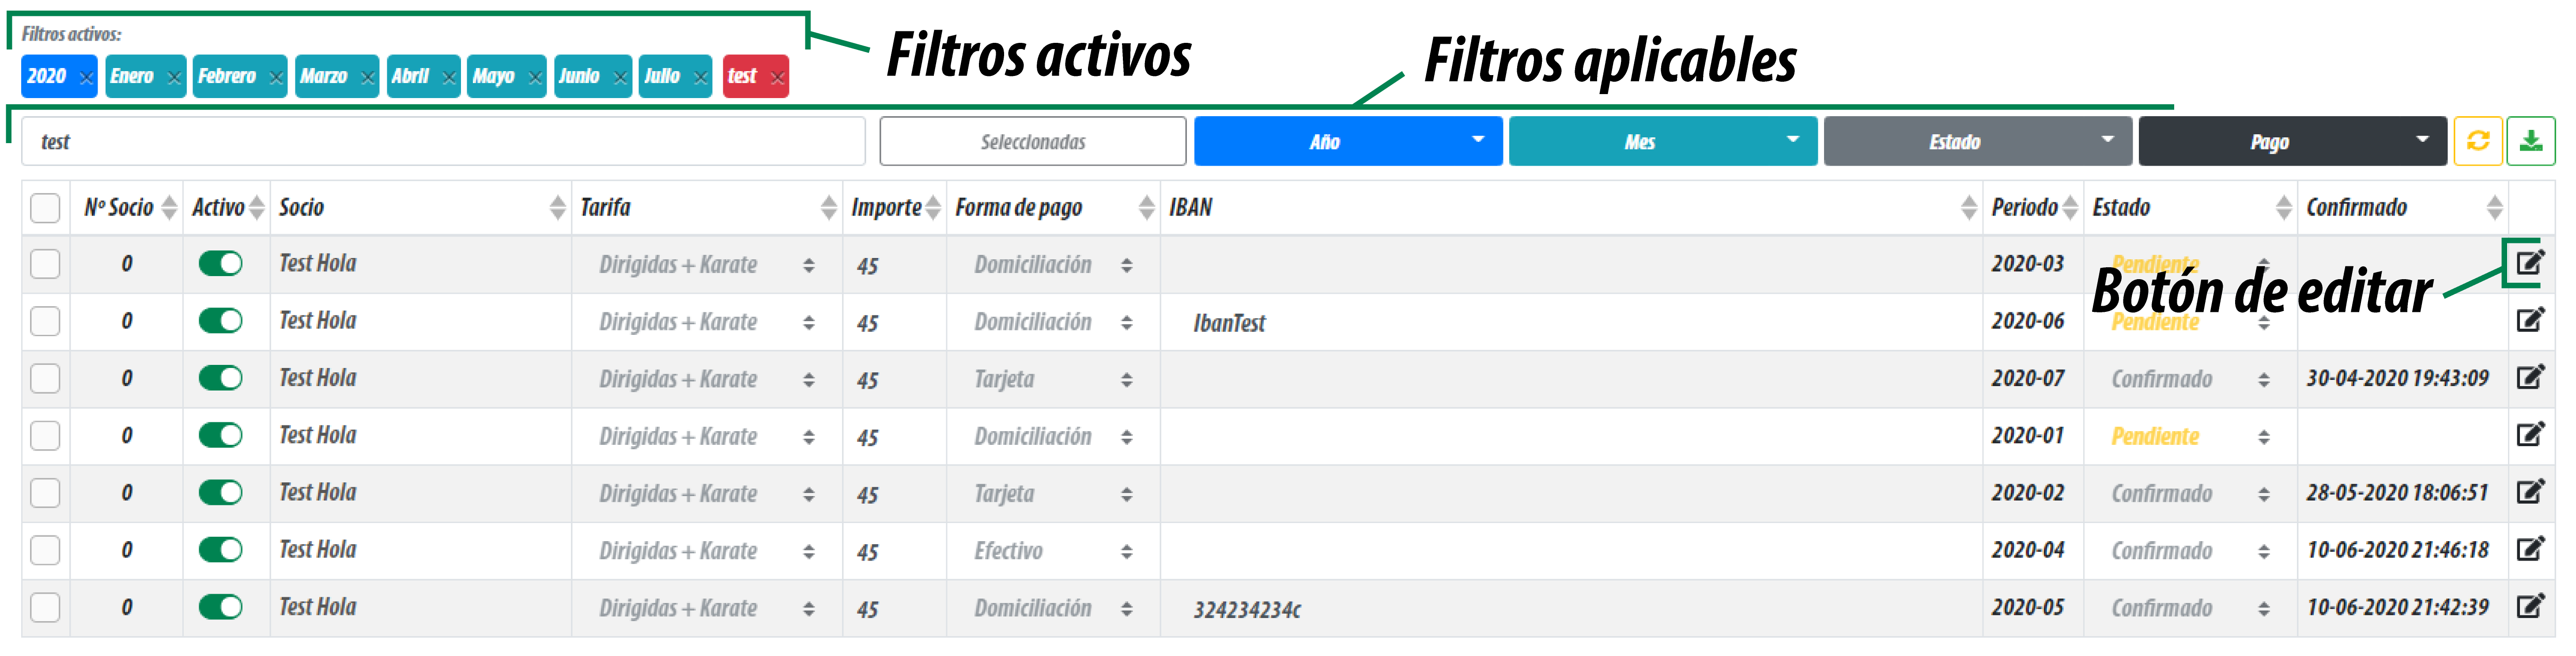 Filtros activos:
Filtros activos
Filtros aplicables
2020 × Enero × Febrero × Marzo × Abril × Mayo × Junio × Julio × test ×
test Seleccionadas Año Mes Estado Pago
Nº Socio Activo Socio Tarifa Importe Forma de pago IBAN Periodo Estado Confirmado
0 Test Hola Dirigidas + Karate 45 Domiciliación 2020-03 Pendiente
Botón de editar
0 Test Hola Dirigidas + Karate 45 Domiciliación IbanTest 2020-06 Pendiente
0 Test Hola Dirigidas + Karate 45 Tarjeta 2020-07 Confirmado 30-04-2020 19:43:09
0 Test Hola Dirigidas + Karate 45 Domiciliación 2020-01 Pendiente
0 Test Hola Dirigidas + Karate 45 Tarjeta 2020-02 Confirmado 28-05-2020 18:06:51
0 Test Hola Dirigidas + Karate 45 Efectivo 2020-04 Confirmado 10-06-2020 21:46:18
0 Test Hola Dirigidas + Karate 45 Domiciliación 324234234c 2020-05 Confirmado 10-06-2020 21:42:39